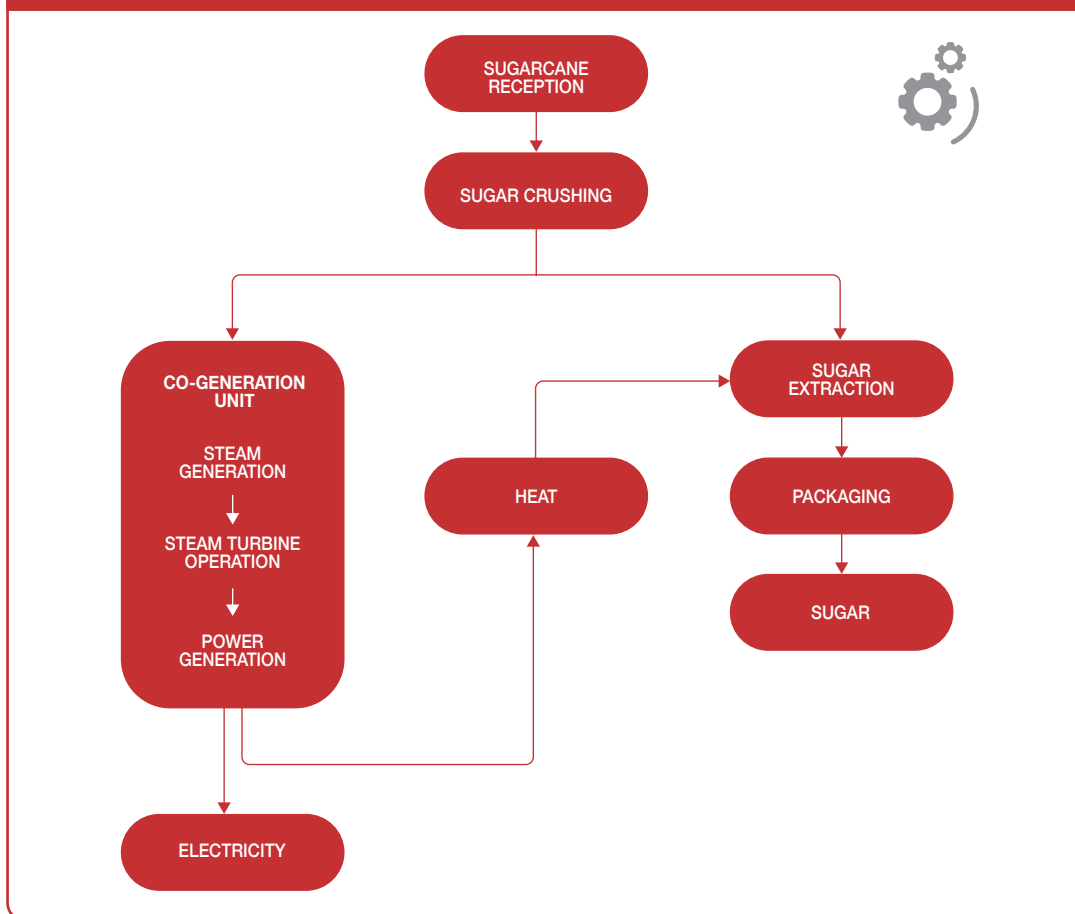 SUGARCANE
RECEPTION
SUGAR CRUSHING
CO-GENERATION
UNIT
STEAM
GENERATION
STEAM TURBINE
OPERATION
POWER
GENERATION
ELECTRICITY
HEAT
SUGAR
EXTRACTION
PACKAGING
SUGAR